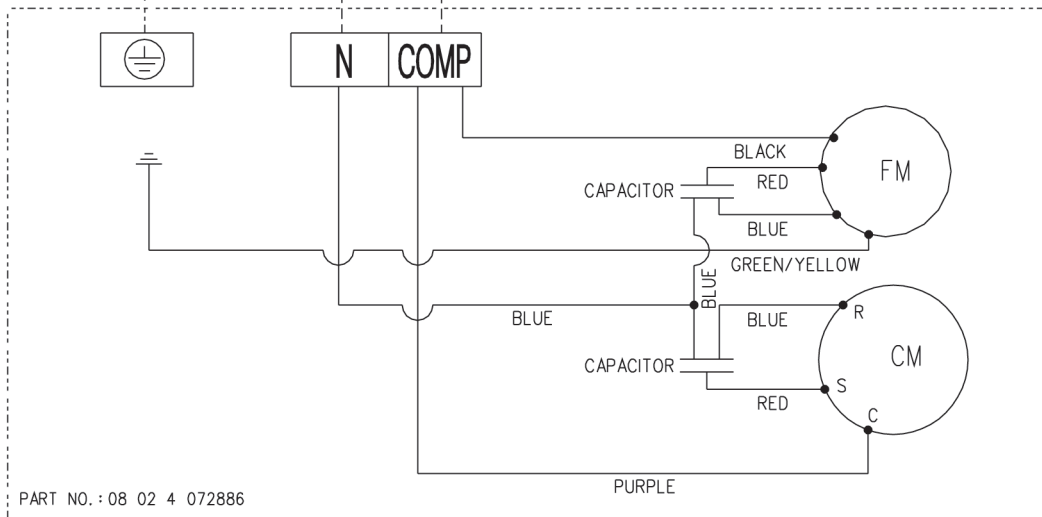 N COMP
BLACK
FM
CAPACITOR
RED
BLUE
GREEN/YELLOW
BLUE
BLUE
BLUE
R
CM
CAPACITOR
S
RED
C
PURPLE
PART NO.:08 02 4 072886